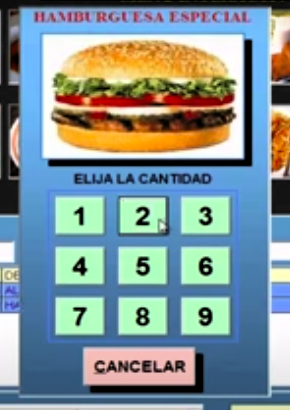 HAMBURGUESA ESPECIAL
ELIJA LA CANTIDAD
1 2 3
4 5 6
7 8 9
CANCELAR